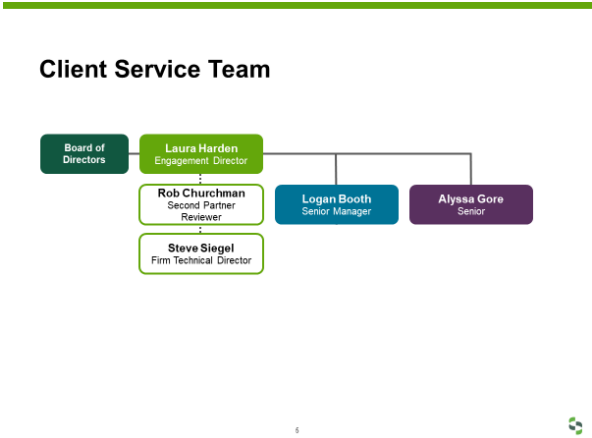 Client Service Team
Board of
Directors
Laura Harden
Engagement Director
Rob Churchman
Second Partner
Reviewer
Logan Booth
Senior Manager
Alyssa Gore
Senior
Steve Siegel
Firm Technical Director
5